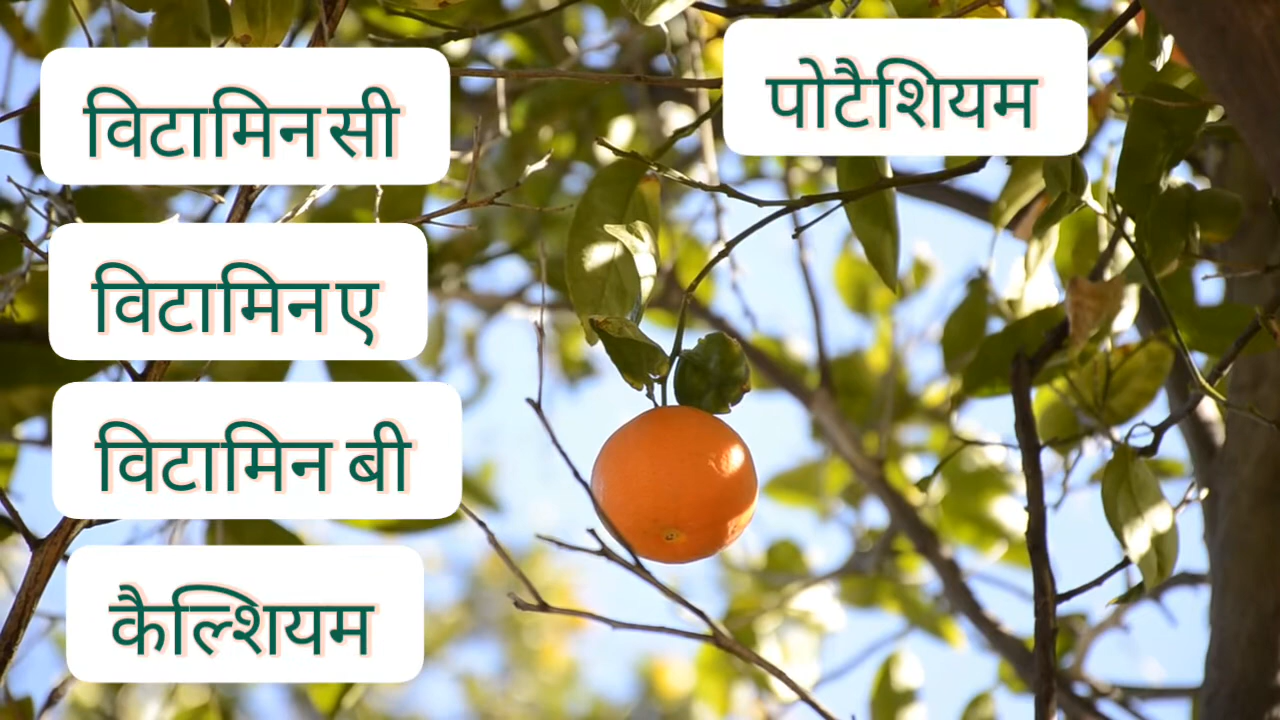 विटामिन सी
पोटैशियम
विटामिन ए
विटामिन बी
कैल्शियम